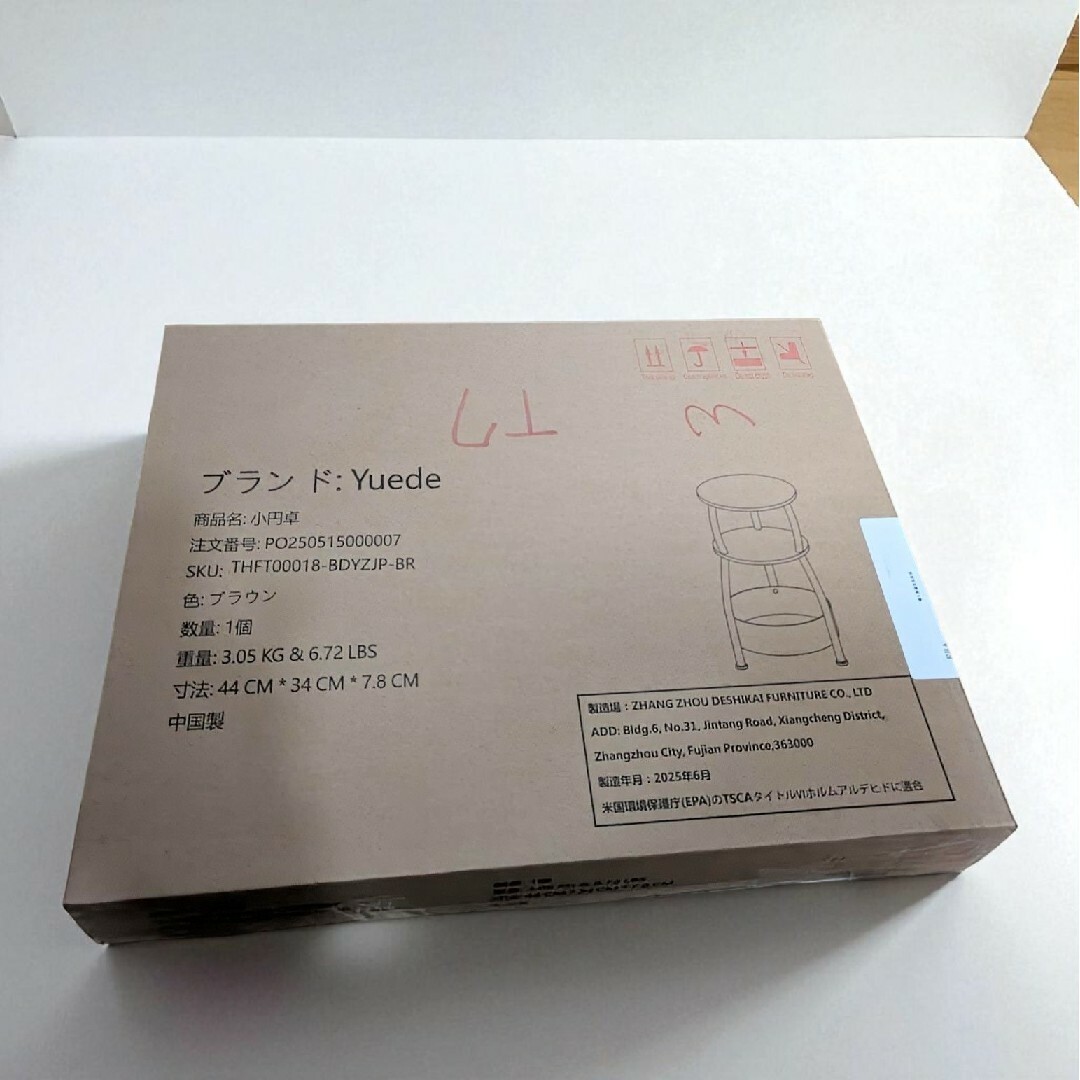 ブランド: Yuede
商品名: 小円卓
注文番号: PO250515000007
SKU: THFT00018-BDYZJP-BR
色: ブラウン
数量: 1個
重量: 3.05 KG & 6.72 LBS
寸法: 44 CM * 34 CM * 7.8 CM
中国製
製造場：ZHANG ZHOU DESHIKAI FURNITURE CO., LTD
ADD: Bldg.6, No.31, Jintang Road, Xiangcheng District,
Zhangzhou City, Fujian Province,363000
製造年月：2025年6月
米国環境保護庁(EPA)のTSCAタイトルVIホルムアルデヒドに適合